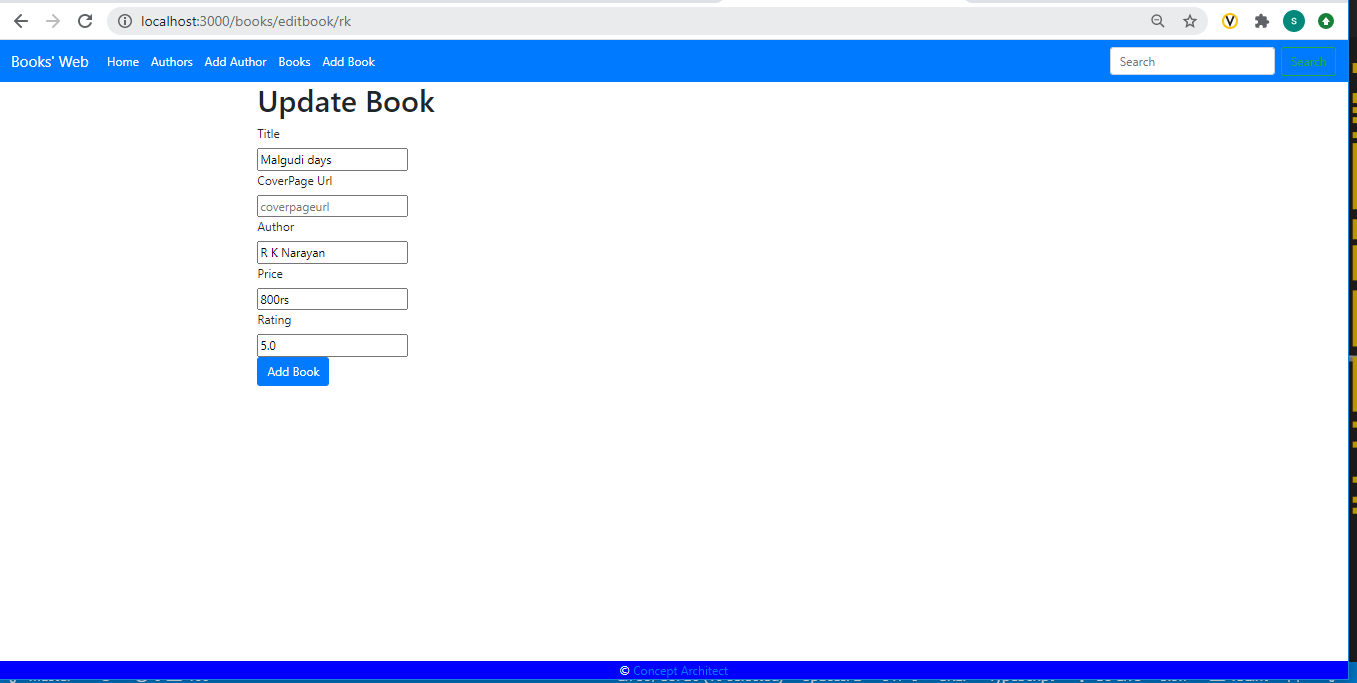 localhost:3000/books/editbook/rk
Books' Web Home Authors Add Author Books Add Book Search Search
Update Book
Title
Malgudi days
CoverPage Url
coverpageurl
Author
R K Narayan
Price
800rs
Rating
5.0
Add Book
© Concept Architect